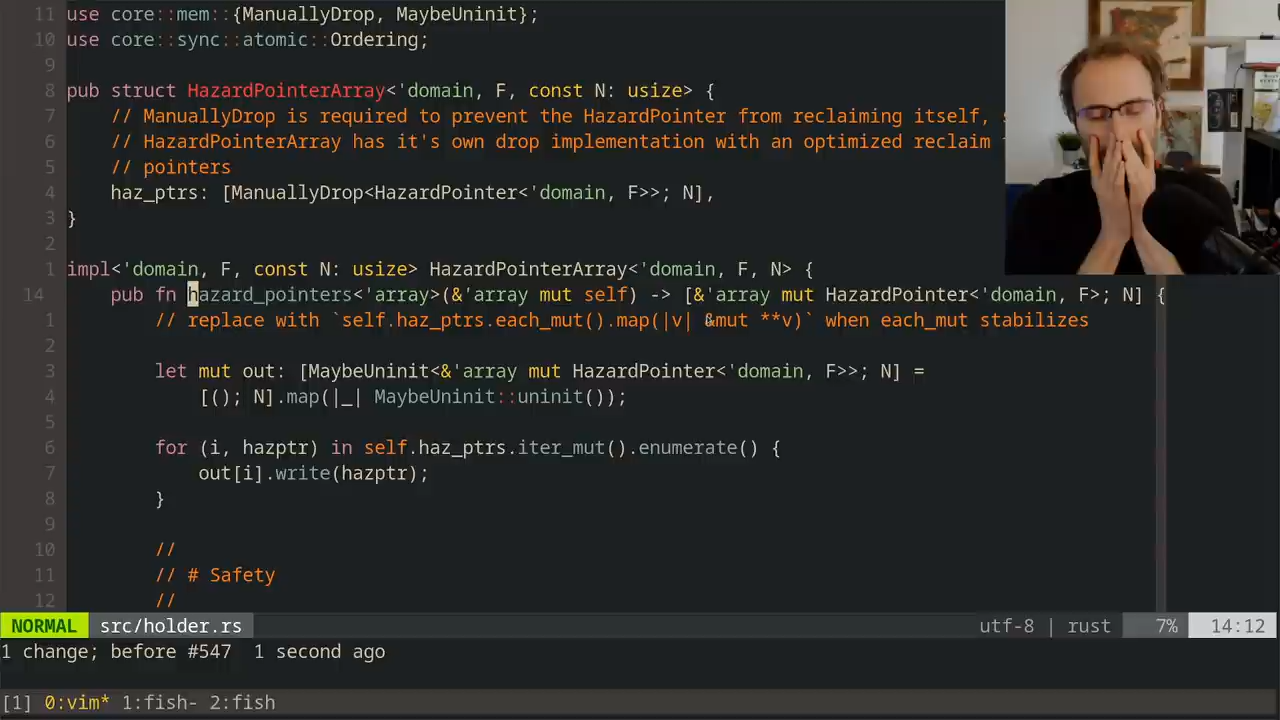 11 use core::mem::{ManuallyDrop, MaybeUninit};
10 use core::sync::atomic::Ordering;
9
8 pub struct HazardPointerArray<'domain, F, const N: usize> {
7 // ManuallyDrop is required to prevent the HazardPointer from reclaiming itself,
6 // HazardPointerArray has it's own drop implementation with an optimized reclaim
5 // pointers
4 haz_ptrs: [ManuallyDrop<HazardPointer<'domain, F>>; N],
3 }
2
1 impl<'domain, F, const N: usize> HazardPointerArray<'domain, F, N> {
14 pub fn hazard_pointers<'array>(&'array mut self) -> [&'array mut HazardPointer<'domain, F>; N] {
1 // replace with `self.haz_ptrs.each_mut().map(|v| &mut **v)` when each_mut stabilizes
2
3 let mut out: [MaybeUninit<&'array mut HazardPointer<'domain, F>>; N] =
4 [(); N].map(|_| MaybeUninit::uninit());
5
6 for (i, hazptr) in self.haz_ptrs.iter_mut().enumerate() {
7 out[i].write(hazptr);
8 }
9
10 //
11 // # Safety
12 //
NORMAL src/holder.rs utf-8 | rust 7% 14:12
1 change; before #547 1 second ago
[1] 0:vim* 1:fish- 2:fish